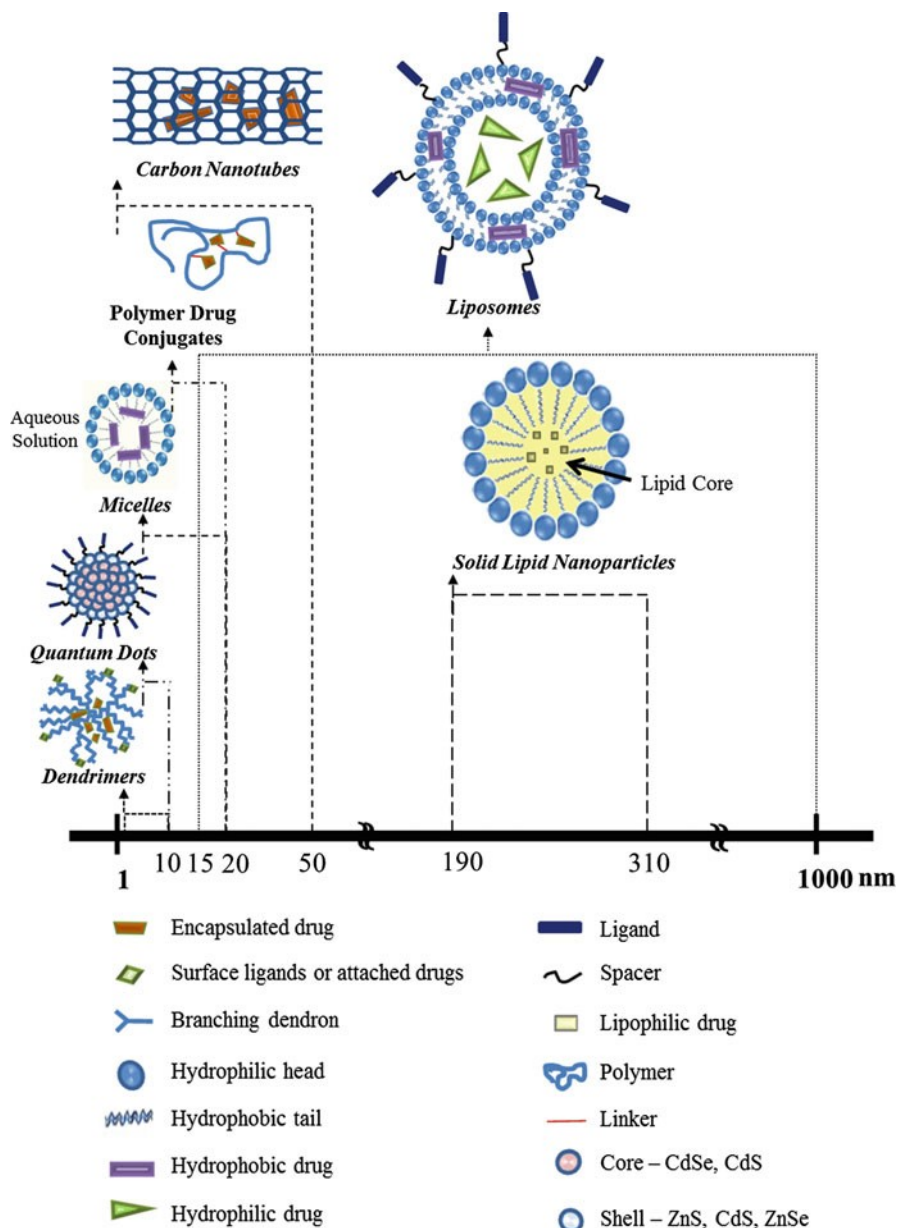 Carbon Nanotubes
Polymer Drug
Conjugates
Liposomes
Aqueous
Solution
Micelles
Lipid Core
Solid Lipid Nanoparticles
Quantum Dots
Dendrimers
1
10
15
20
50
190
310
1000 nm
Encapsulated drug
Surface ligands or attached drugs
Branching dendron
Hydrophilic head
Hydrophobic tail
Hydrophobic drug
Hydrophilic drug
Ligand
Spacer
Lipophilic drug
Polymer
Linker
Core – CdSe, CdS
Shell – ZnS, CdS, ZnSe